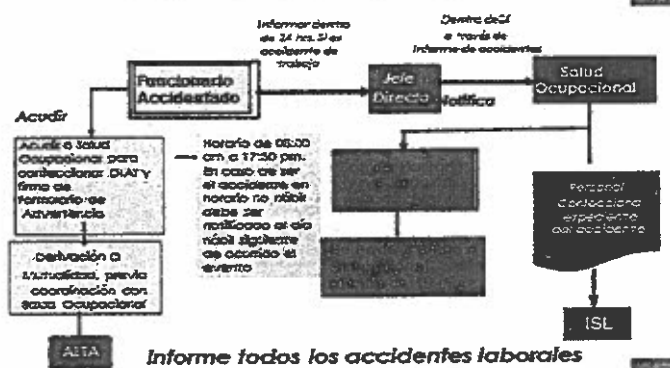 Informar dentro
de 24 hrs. Si es
accidente de
trabajo
Dentro de
a través de
Informe de accidentes
Funcionario
Accidentado
Jefe
Directo
Notifica
Salud
Ocupacional
Acudir
Acudir a Salud
Ocupacional para
confeccionar DIAT y
firma de
formulario de
Advertencia
Horario de 08:00
am a 17:30 pm.
En caso de ser
el accidente en
horario no hábil
debe ser
notificado al día
hábil siguiente
de ocurrido el
evento
Personal
Confecciona
expediente
del accidente
Derivación a
Mutualidad, previa
coordinación con
Salud Ocupacional
ISL
ALTA
Informe todos los accidentes laborales